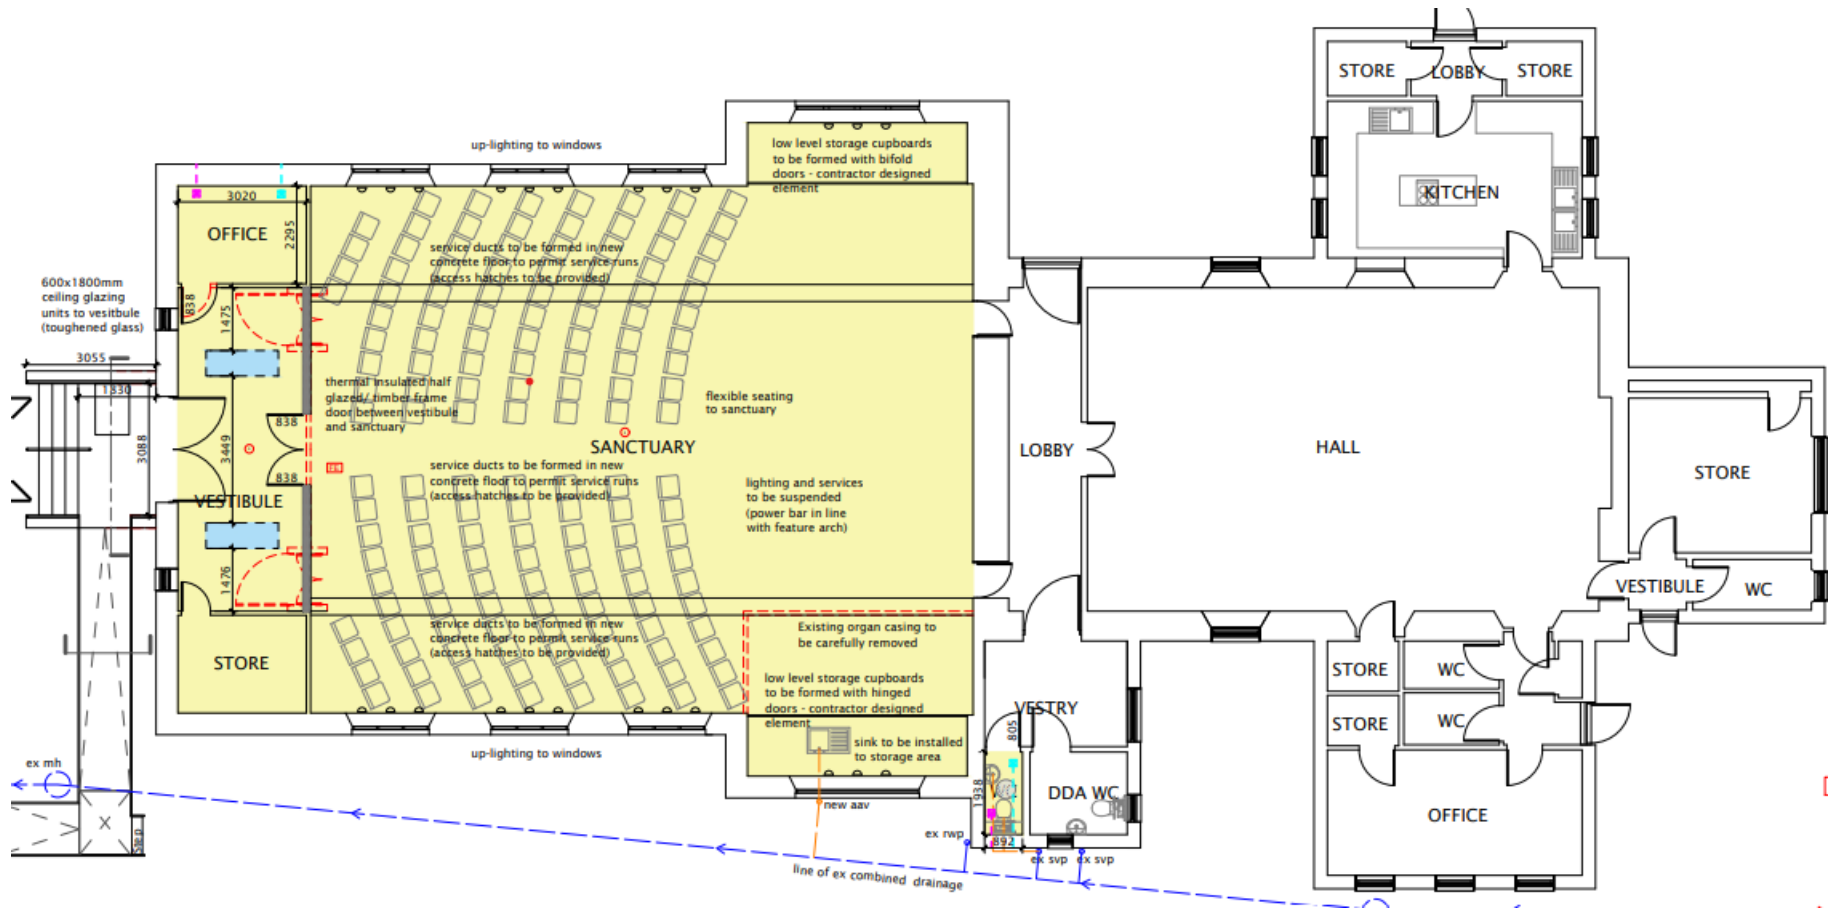 STORE
LOBBY
STORE
KITCHEN
up-lighting to windows
low level storage cupboards
to be formed with bifold
doors - contractor designed
element
3020
OFFICE
2295
service ducts to be formed in new
concrete floor to permit service runs
(access hatches to be provided)
600x1800mm
ceiling glazing
units to vesitbule
(toughened glass)
838
1475
3055
1830
thermal insulated half
glazed/ timber frame
door between vestibule
and sanctuary
flexible seating
to sanctuary
838
3449
3088
SANCTUARY
LOBBY
HALL
STORE
838
service ducts to be formed in new
concrete floor to permit service runs
(access hatches to be provided)
lighting and services
to be suspended
(power bar in line
with feature arch)
VESTIBULE
1476
VESTIBULE
WC
service ducts to be formed in new
concrete floor to permit service runs
(access hatches to be provided)
Existing organ casing to
be carefully removed
STORE
low level storage cupboards
to be formed with hinged
doors - contractor designed
element
STORE
WC
VESTRY
805
STORE
WC
up-lighting to windows
sink to be installed
to storage area
ex mh
1938
DDA WC
new aav
OFFICE
X
Step
ex rwp
892
ex svp
ex svp
line of ex combined drainage